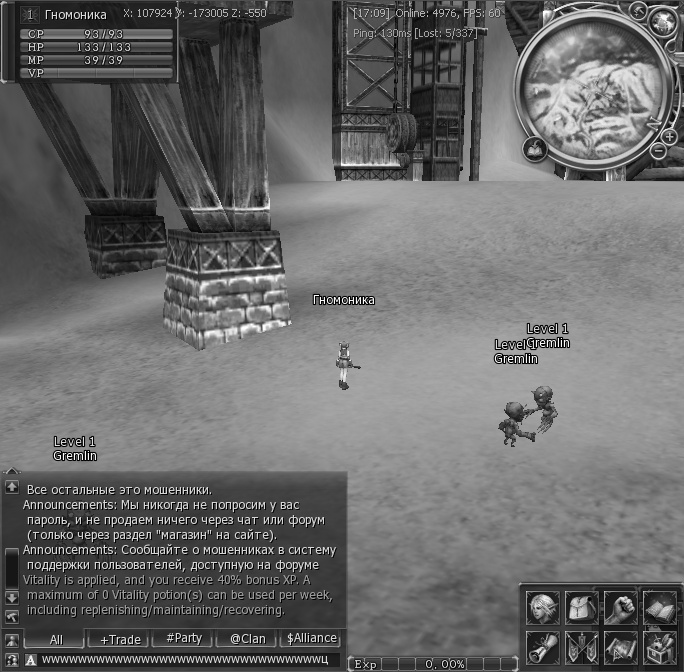 1 Гномоника X: 107924 Y: -173005 Z: -550
[17:09] Online: 4976, FPS: 60
Ping: 130ms [Lost: 5/337]
CP 93/93
HP 133/133
MP 39/39
VP
N
Гномоника
Level 1
Gremlin
Level 1
Gremlin
Level 1
Gremlin
Все остальные это мошенники.
Announcements: Мы никогда не попросим у вас
пароль, и не продаем ничего через чат или форум
(только через раздел "магазин" на сайте).
Announcements: Сообщайте о мошенниках в систему
поддержки пользователей, доступную на форуме
Vitality is applied, and you receive 40% bonus XP. A
maximum of 0 Vitality potion(s) can be used per week,
including replenishing/maintaining/recovering.
All +Trade #Party @Clan $Alliance
Exp 0.00%